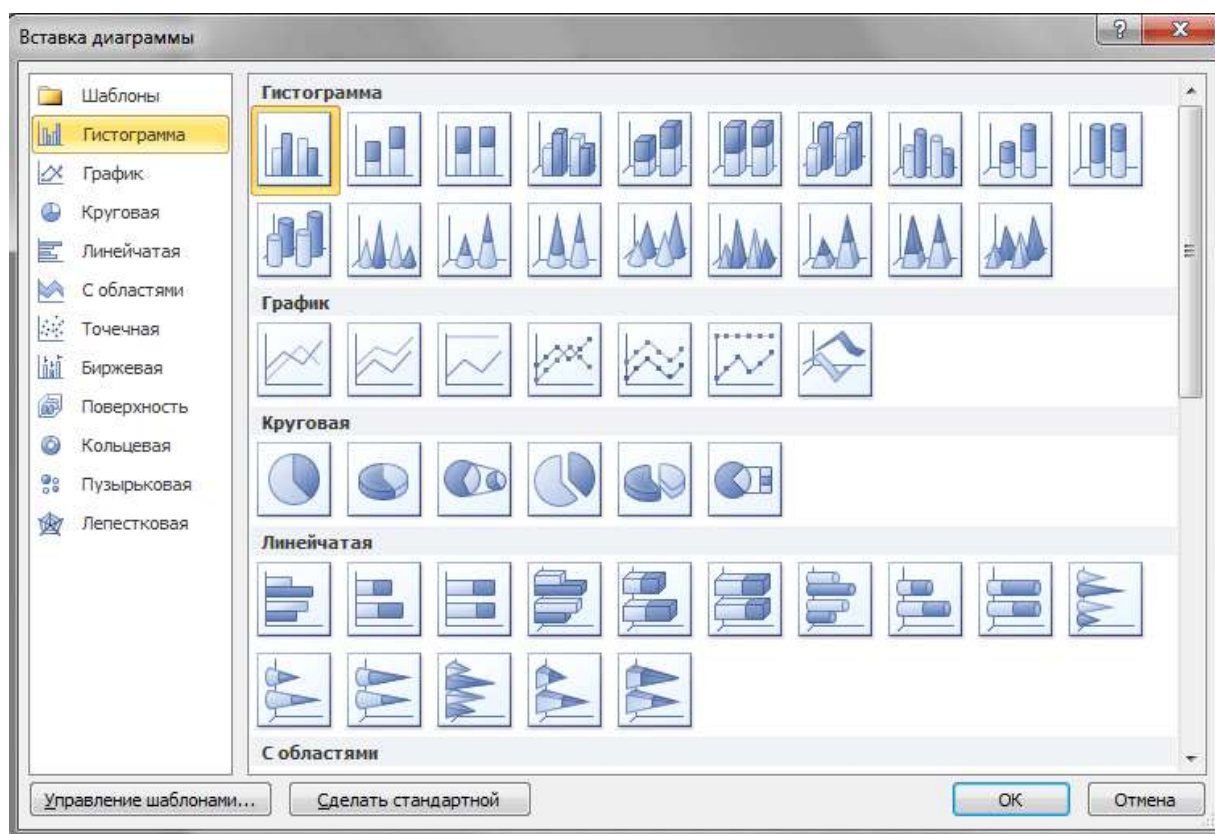 Вставка диаграммы
Шаблоны
Гистограмма
График
Круговая
Линейчатая
С областями
Точечная
Биржевая
Поверхность
Кольцевая
Пузырьковая
Лепестковая
Гистограмма
График
Круговая
Линейчатая
С областями
Управление шаблонами...
Сделать стандартной
ОК
Отмена